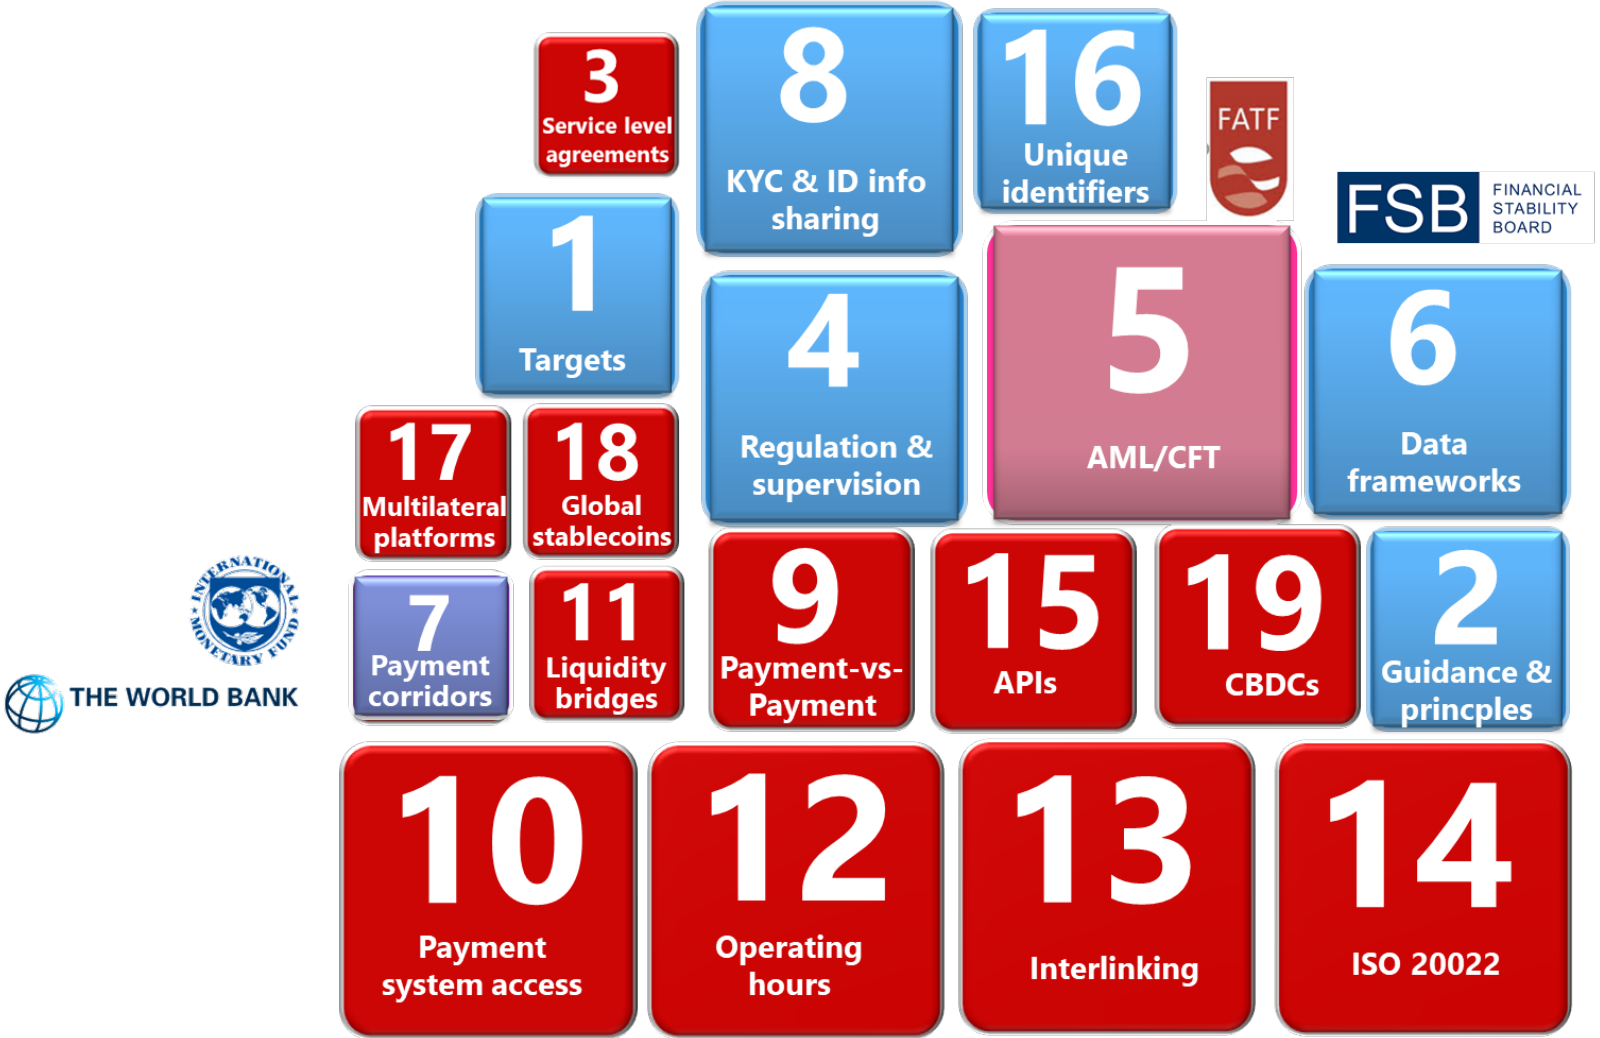 3
Service level
agreements
8
KYC & ID info
sharing
16
Unique
identifiers
FATF
FSB
FINANCIAL
STABILITY
BOARD
1
Targets
4
Regulation &
supervision
5
AML/CFT
6
Data
frameworks
17
Multilateral
platforms
18
Global
stablecoins
INTERNATIONAL
MONETARY FUND
THE WORLD BANK
7
Payment
corridors
11
Liquidity
bridges
9
Payment-vs-
Payment
15
APIs
19
CBDCs
2
Guidance &
princples
10
Payment
system access
12
Operating
hours
13
Interlinking
14
ISO 20022